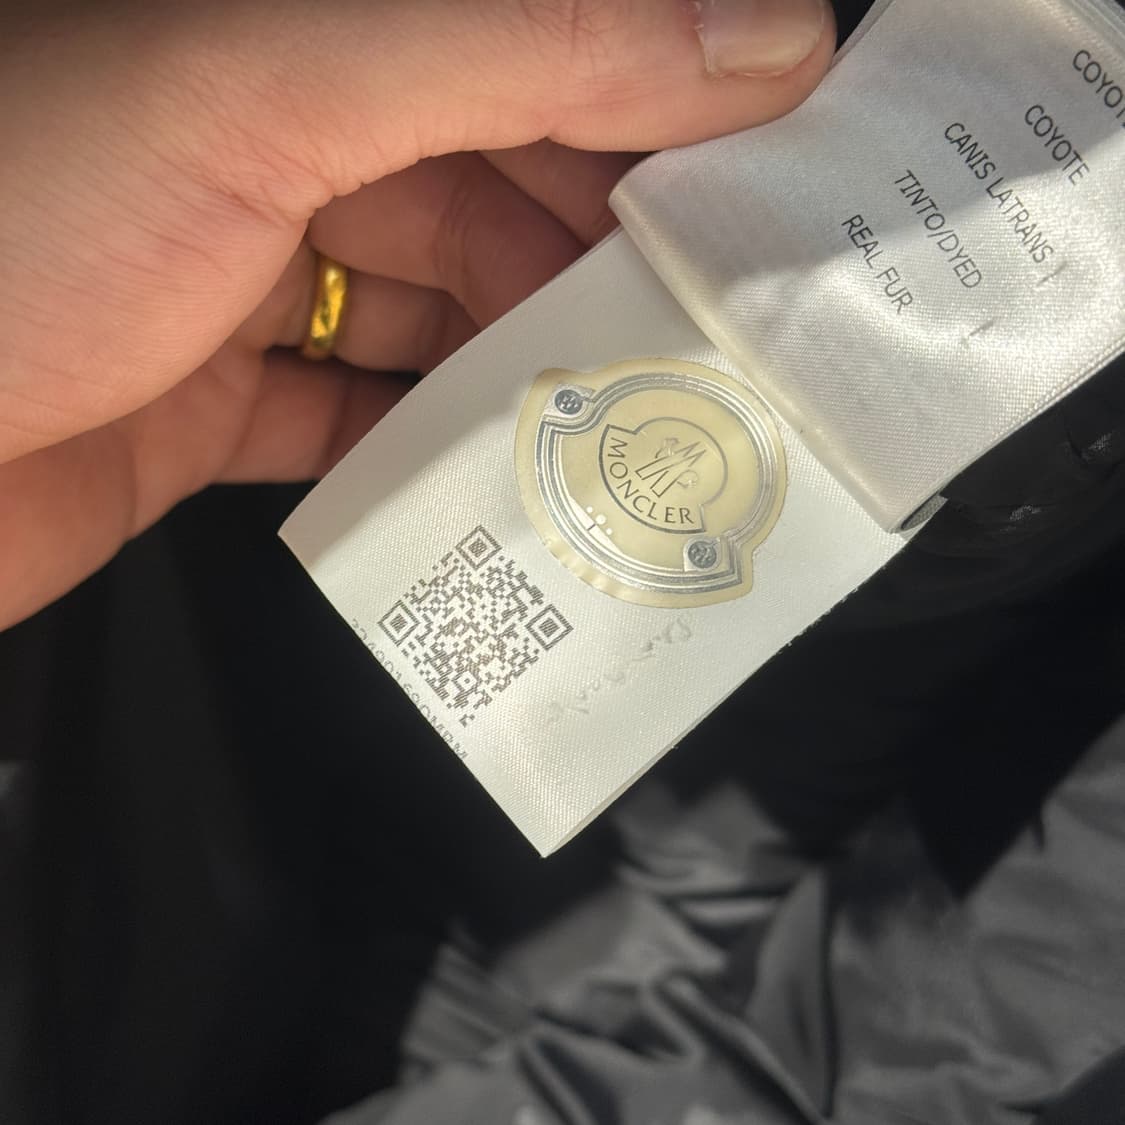 COYOTE
COYOTE
CANIS LATRANS
TINTO/DYED
REAL FUR
MONCLER